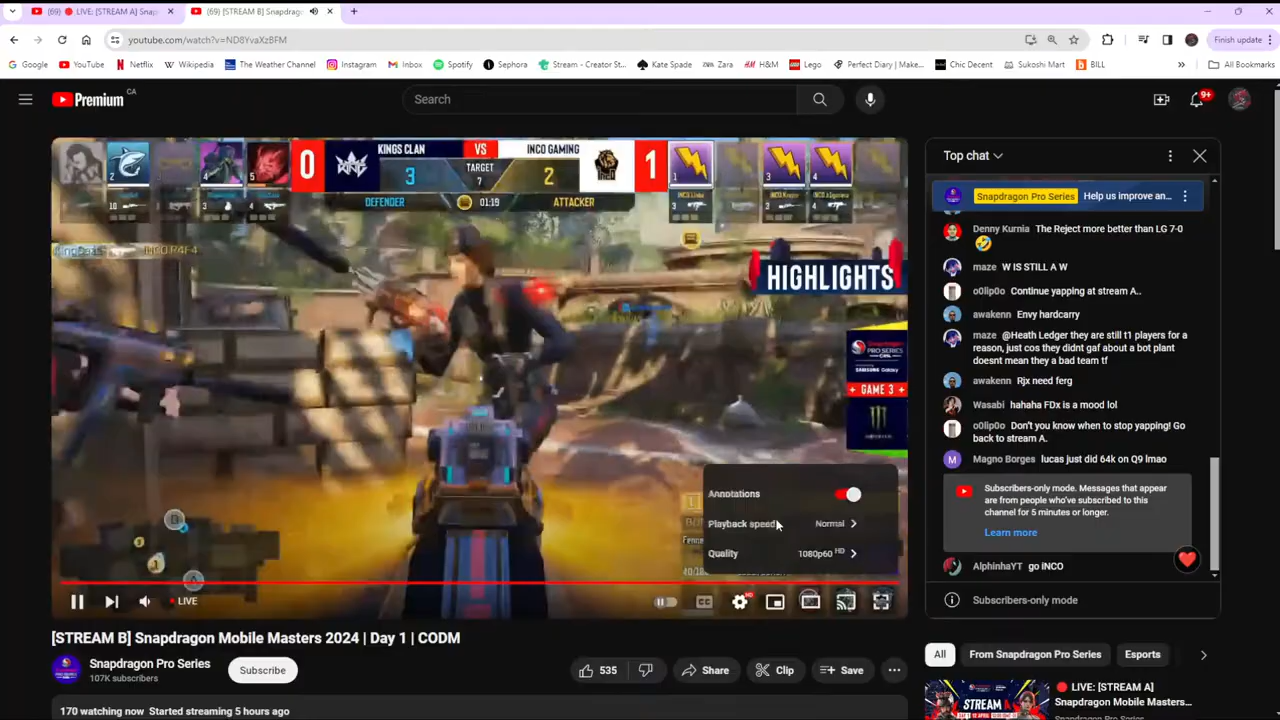 (69) 🔴 LIVE: [STREAM A] Snap
(69) [STREAM B] Snapdrago
youtube.com/watch?v=ND8YvaXzBFM
Finish update
Google
YouTube
Netflix
Wikipedia
The Weather Channel
Instagram
Inbox
Spotify
Sephora
Stream - Creator St...
Kate Spade
Zara
H&M
Lego
Perfect Diary | Make...
Chic Decent
Sukoshi Mart
BILL
All Bookmarks
Premium CA
Search
9+
0
KINGS CLAN
VS
INCO GAMING
1
3
TARGET
7
2
DEFENDER
01:19
ATTACKER
INCO.R4F4
HIGHLIGHTS
SNAPDRAGON
PRO SERIES
SAMSUNG Galaxy
GAME 3
MONSTER
Annotations
Playback speed Normal
Quality 1080p60 HD
LIVE
[STREAM B] Snapdragon Mobile Masters 2024 | Day 1 | CODM
Snapdragon Pro Series
107K subscribers
Subscribe
535
Share
Clip
Save
170 watching now Started streaming 5 hours ago
Top chat
Snapdragon Pro Series Help us improve an...
Denny Kurnia The Reject more better than LG 7-0
🤣
maze W IS STILL A W
o0lip0o Continue yapping at stream A..
awakenn Envy hardcarry
maze @Heath Ledger they are still t1 players for a
reason, just cos they didnt gaf about a bot plant
doesnt mean they a bad team tf
awakenn Rjx need ferg
Wasabi hahaha FDx is a mood lol
o0lip0o Don't you know when to stop yapping! Go
back to stream A.
M Magno Borges lucas just did 64k on Q9 lmao
Subscribers-only mode. Messages that appear
are from people who've subscribed to this
channel for 5 minutes or longer.
Learn more
AlphinhaYT go INCO
Subscribers-only mode
All
From Snapdragon Pro Series
Esports
🔴 LIVE: [STREAM A]
Snapdragon Mobile Masters...
STREAM A